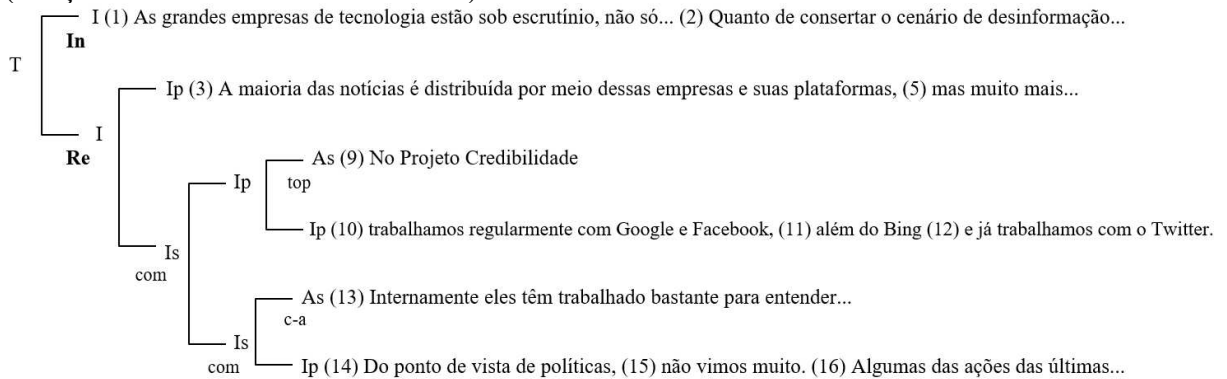 I (1) As grandes empresas de tecnologia estão sob escrutínio, não só... (2) Quanto de consertar o cenário de desinformação...
In
T
Ip (3) A maioria das notícias é distribuída por meio dessas empresas e suas plataformas, (5) mas muito mais...
I
Re
As (9) No Projeto Credibilidade
Ip top
Ip (10) trabalhamos regularmente com Google e Facebook, (11) além do Bing (12) e já trabalhamos com o Twitter.
Is
com
As (13) Internamente eles têm trabalhado bastante para entender...
c-a
Is
com
Ip (14) Do ponto de vista de políticas, (15) não vimos muito. (16) Algumas das ações das últimas...